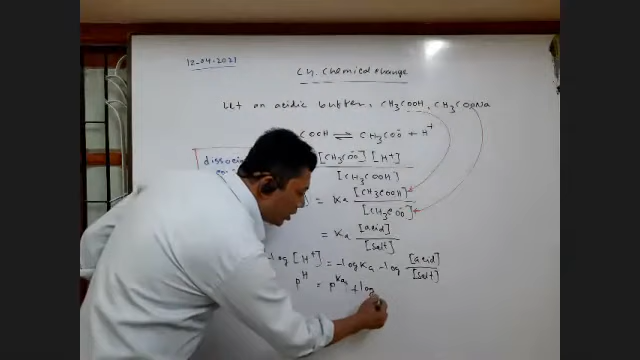 12-04-2021
Ch. Chemical change
Let an acidic buffer, CH₃COOH, CH₃COONa
COOH ⇌ CH₃COO⁻ + H⁺
[CH₃COO⁻] [H⁺]
[CH₃COOH]
= Ka [CH₃COOH]
[CH₃COO⁻]
= Ka [acid]
[salt]
-log [H⁺] = -log Ka - log [acid]
[salt]
pH = pKa + log